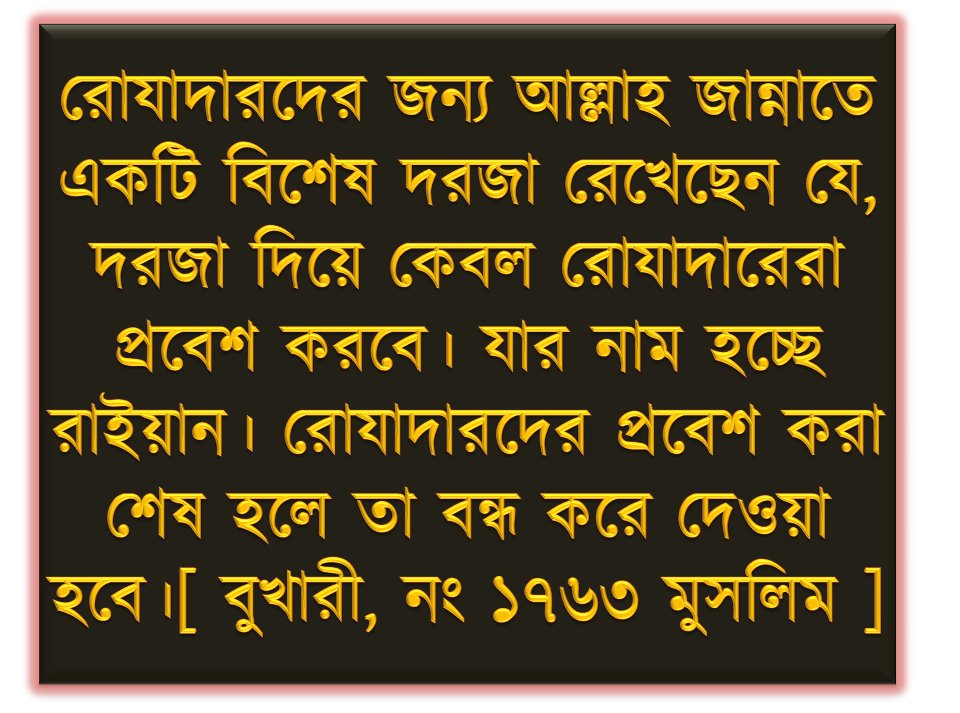 রোযাদারদের জন্য আল্লাহ জান্নাতে
একটি বিশেষ দরজা রেখেছেন যে,
দরজা দিয়ে কেবল রোযাদারেরা
প্রবেশ করবে। যার নাম হচ্ছে
রাইয়ান। রোযাদারদের প্রবেশ করা
শেষ হলে তা বন্ধ করে দেওয়া
হবে।[ বুখারী, নং ১৭৬৩ মুসলিম ]